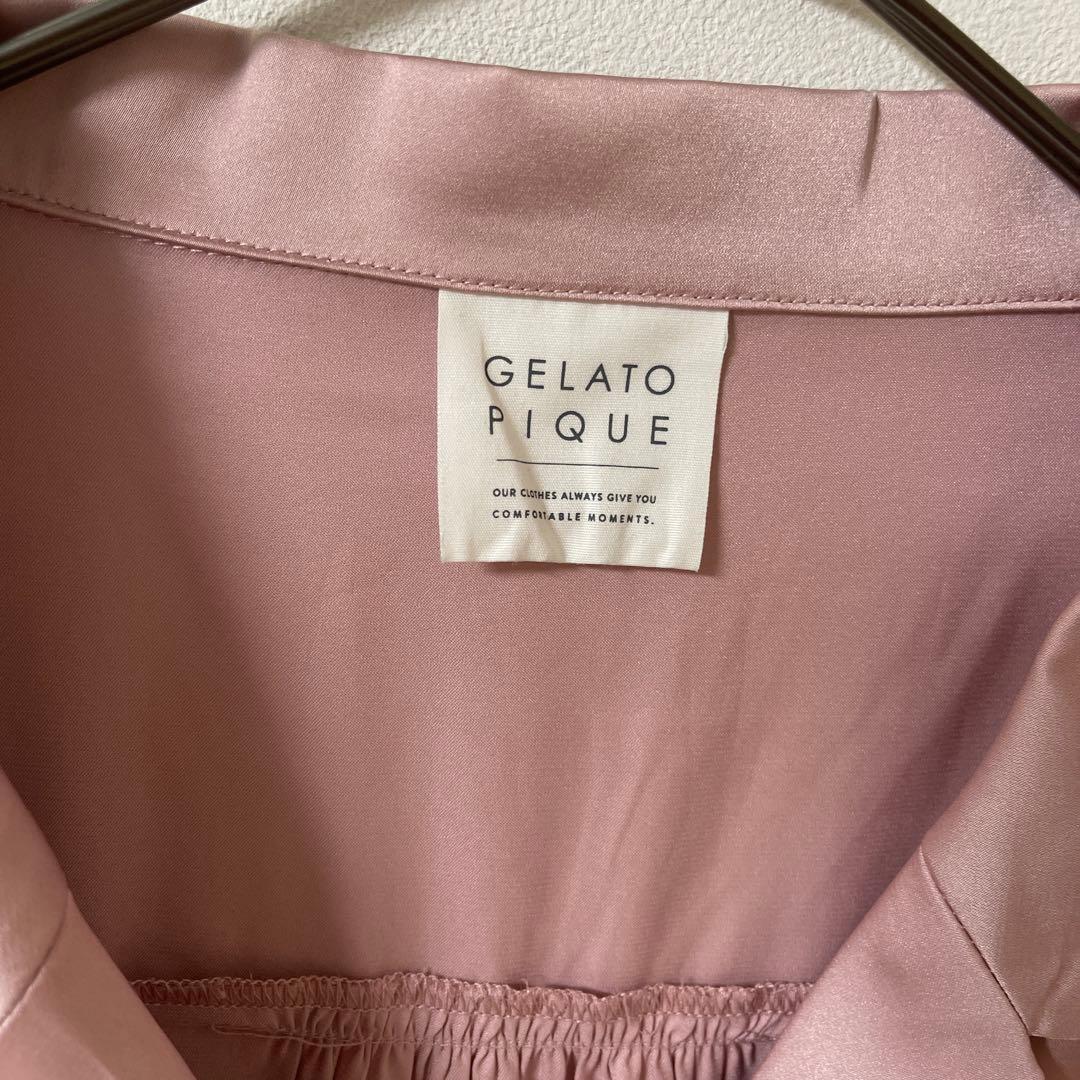 GELATO
PIQUE
OUR CLOTHES ALWAYS GIVE YOU
COMFORTABLE MOMENTS.